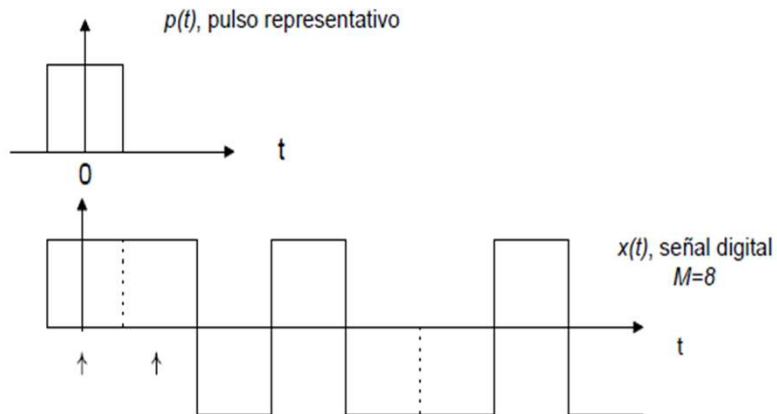 p(t), pulso representativo
t
0
x(t), señal digital
M=8
t